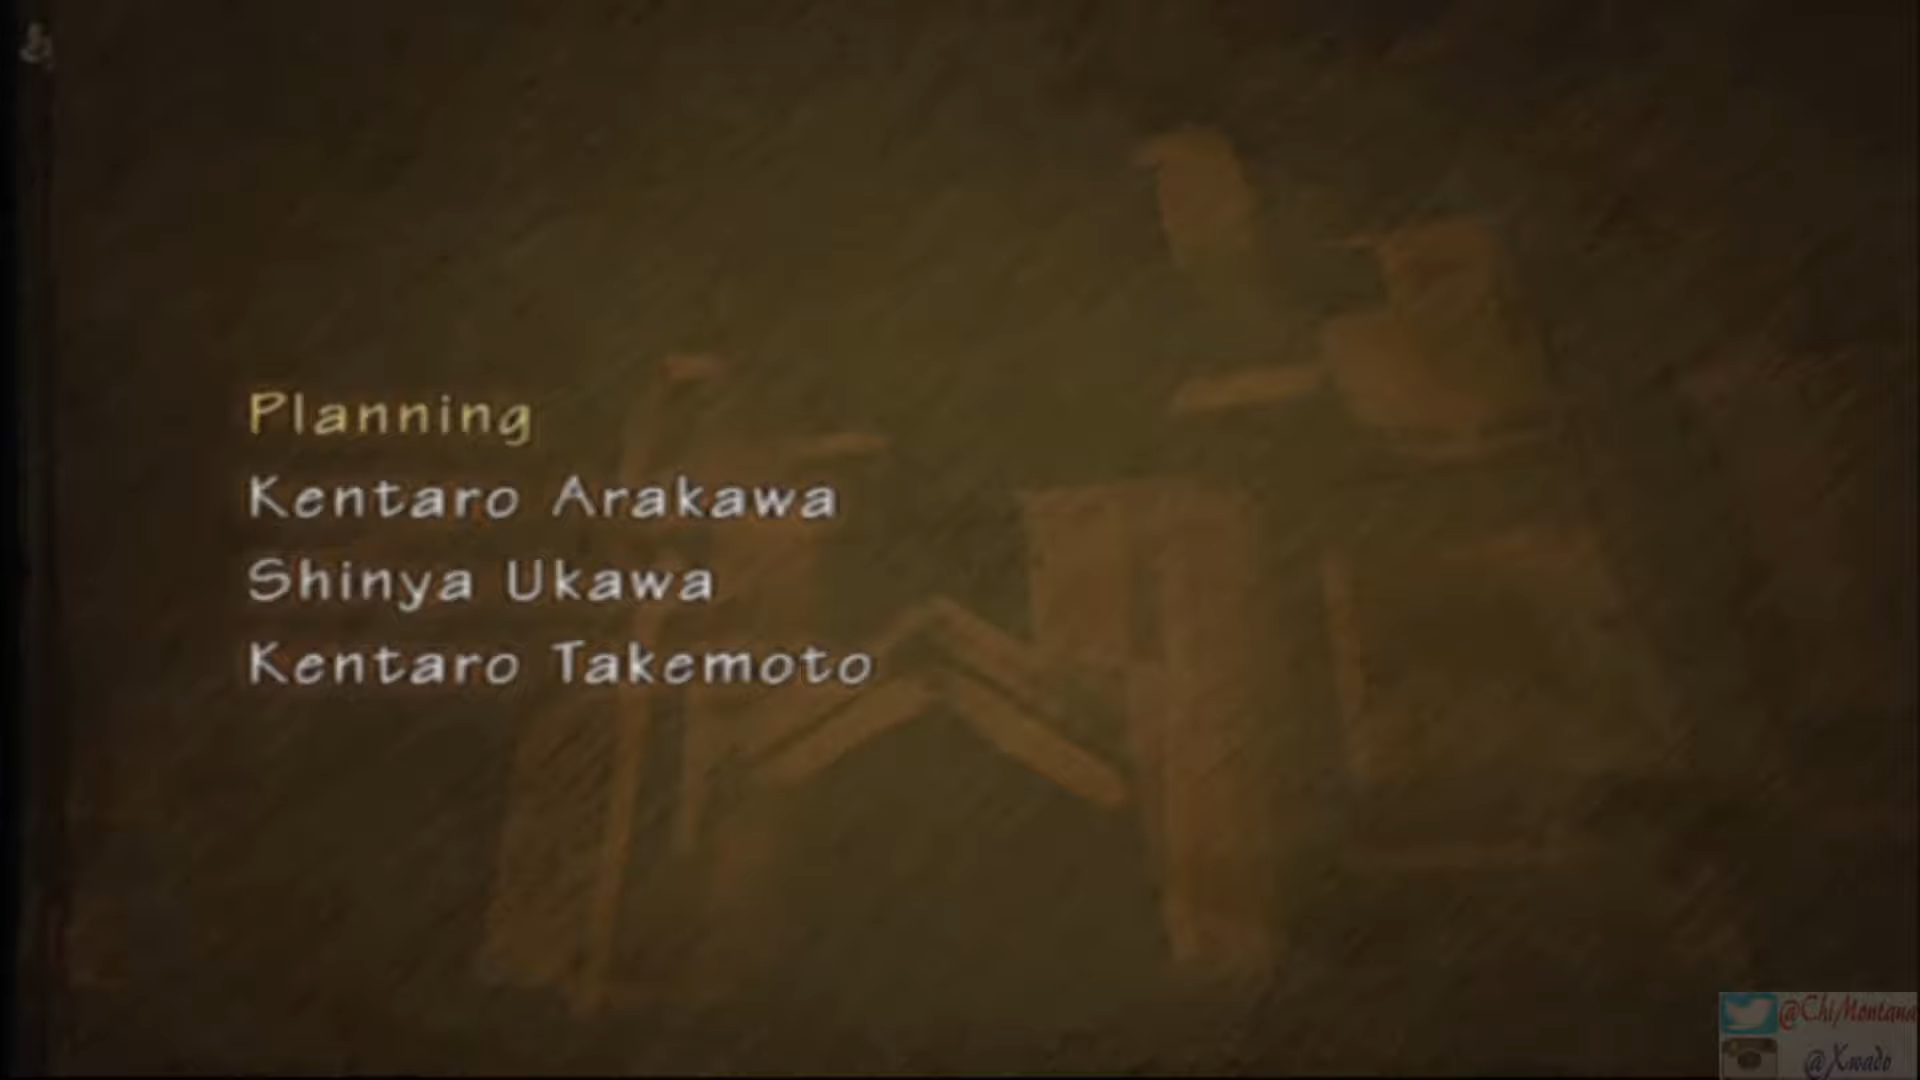 Planning
Kentaro Arakawa
Shinya Ukawa
Kentaro Takemoto
@ChiMontana
@Xwado